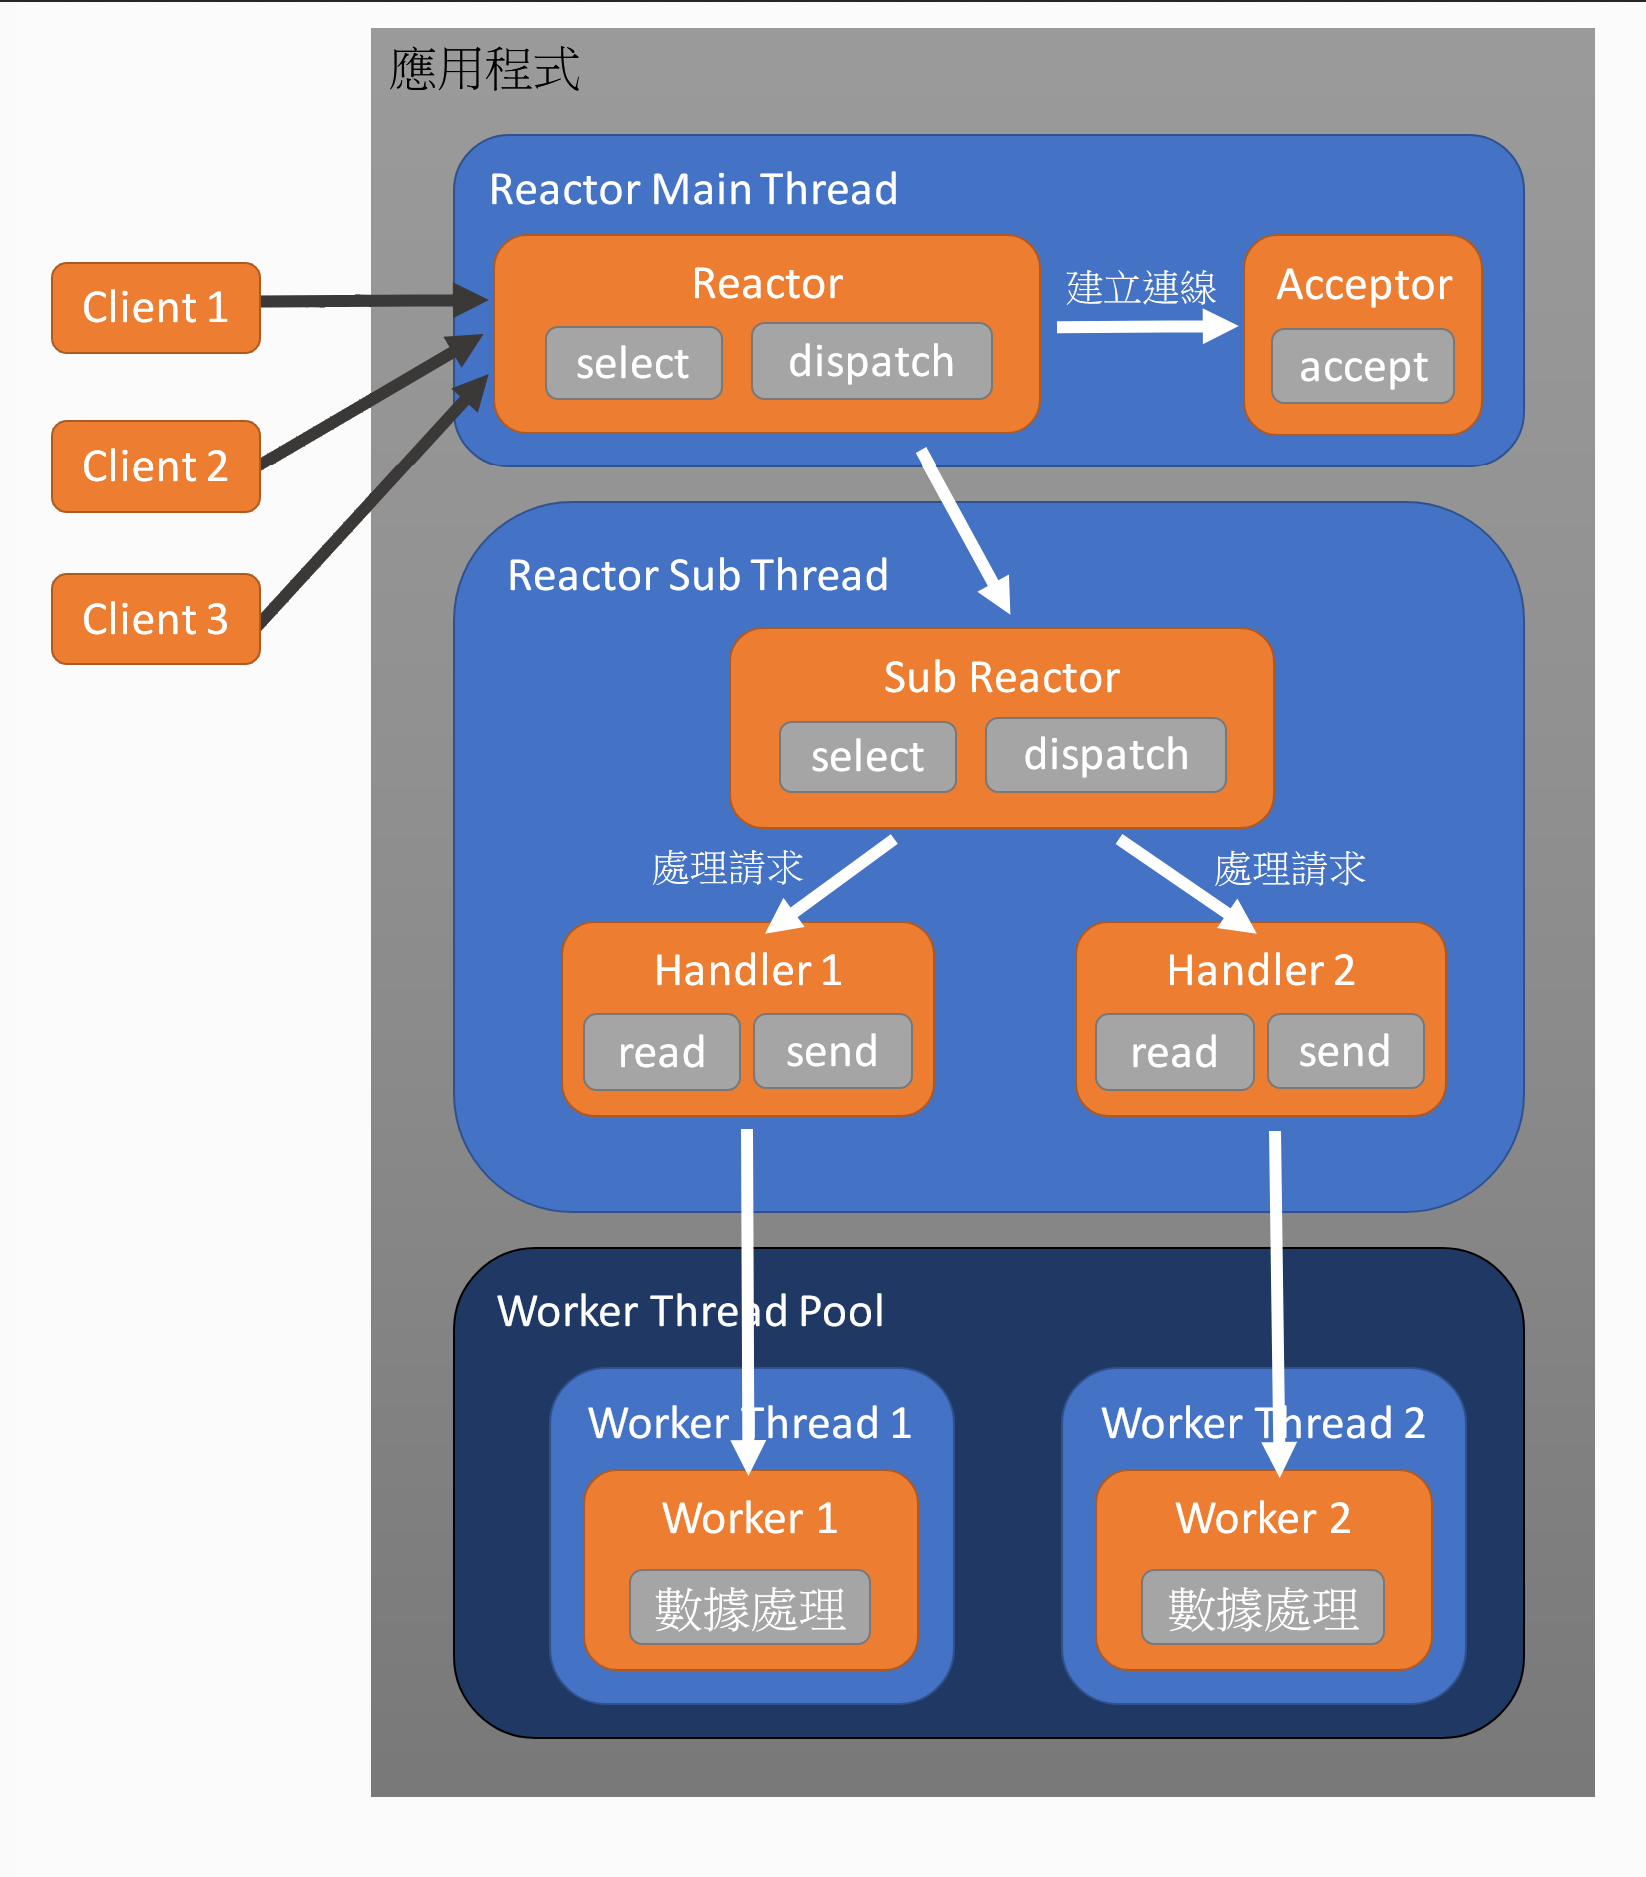 應用程式
Reactor Main Thread
Reactor
select
dispatch
建立連線
Acceptor
accept
Client 1
Client 2
Client 3
Reactor Sub Thread
Sub Reactor
select
dispatch
處理請求
處理請求
Handler 1
read
send
Handler 2
read
send
Worker Thread Pool
Worker Thread 1
Worker 1
數據處理
Worker Thread 2
Worker 2
數據處理